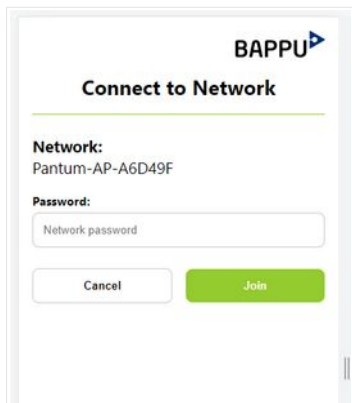 BAPPU
Connect to Network
Network:
Pantum-AP-A6D49F
Password:
Network password
Cancel
Join